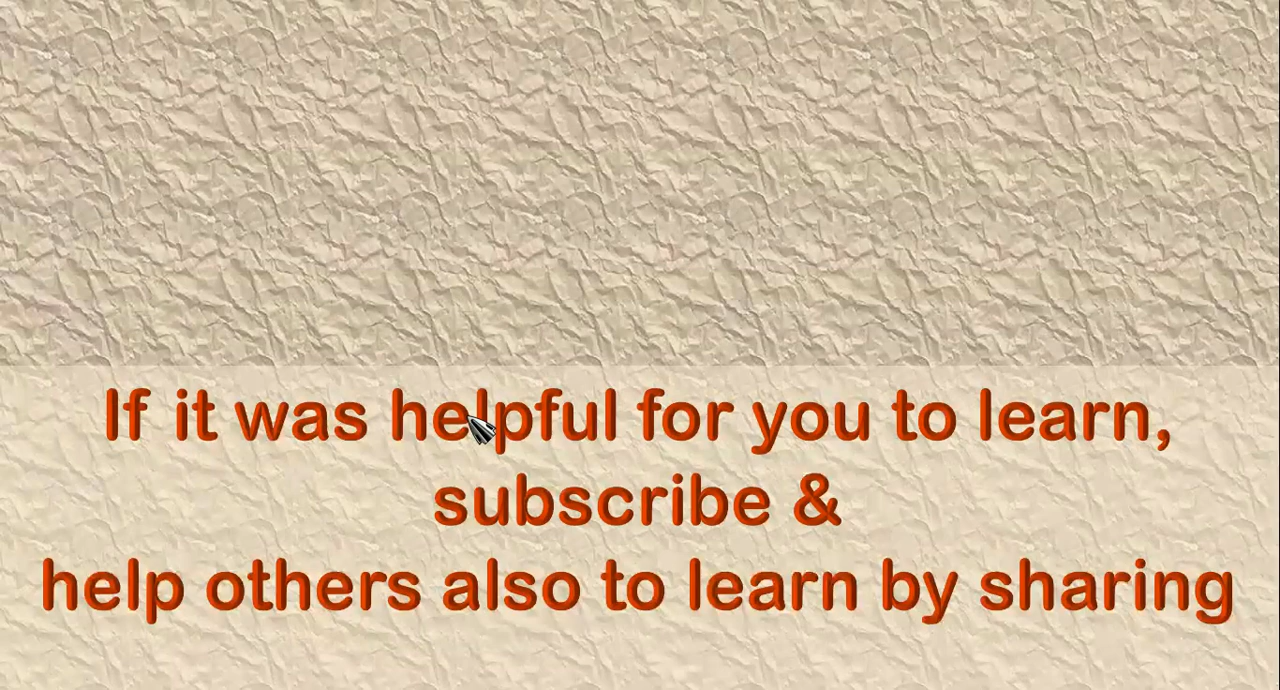 If it was helpful for you to learn,
subscribe &
help others also to learn by sharing